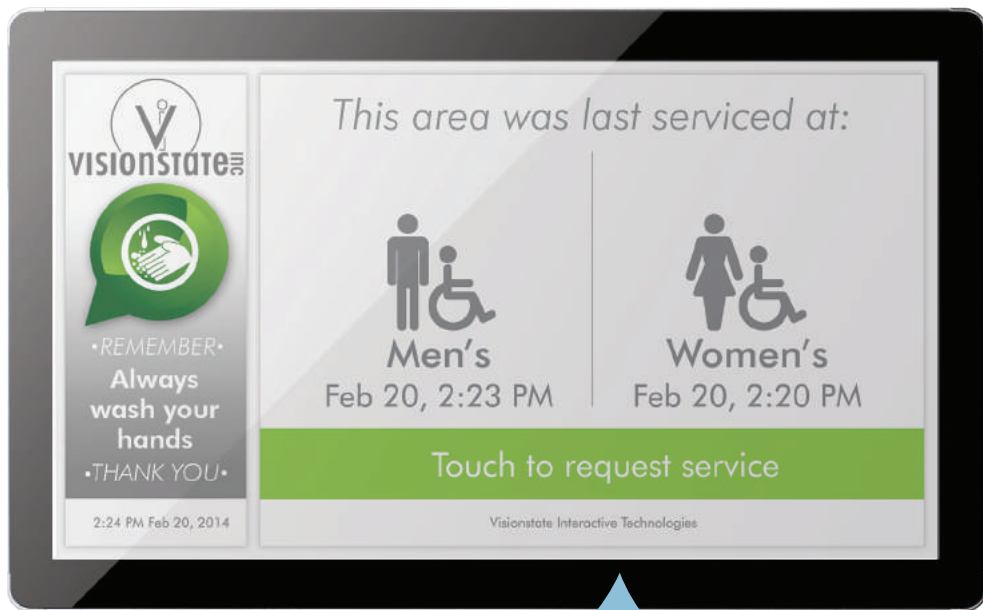 VISIONSTATE INC
•REMEMBER•
Always
wash your
hands
•THANK YOU•
2:24 PM Feb 20, 2014
This area was last serviced at:
Men's
Feb 20, 2:23 PM
Women's
Feb 20, 2:20 PM
Touch to request service
Visionstate Interactive Technologies